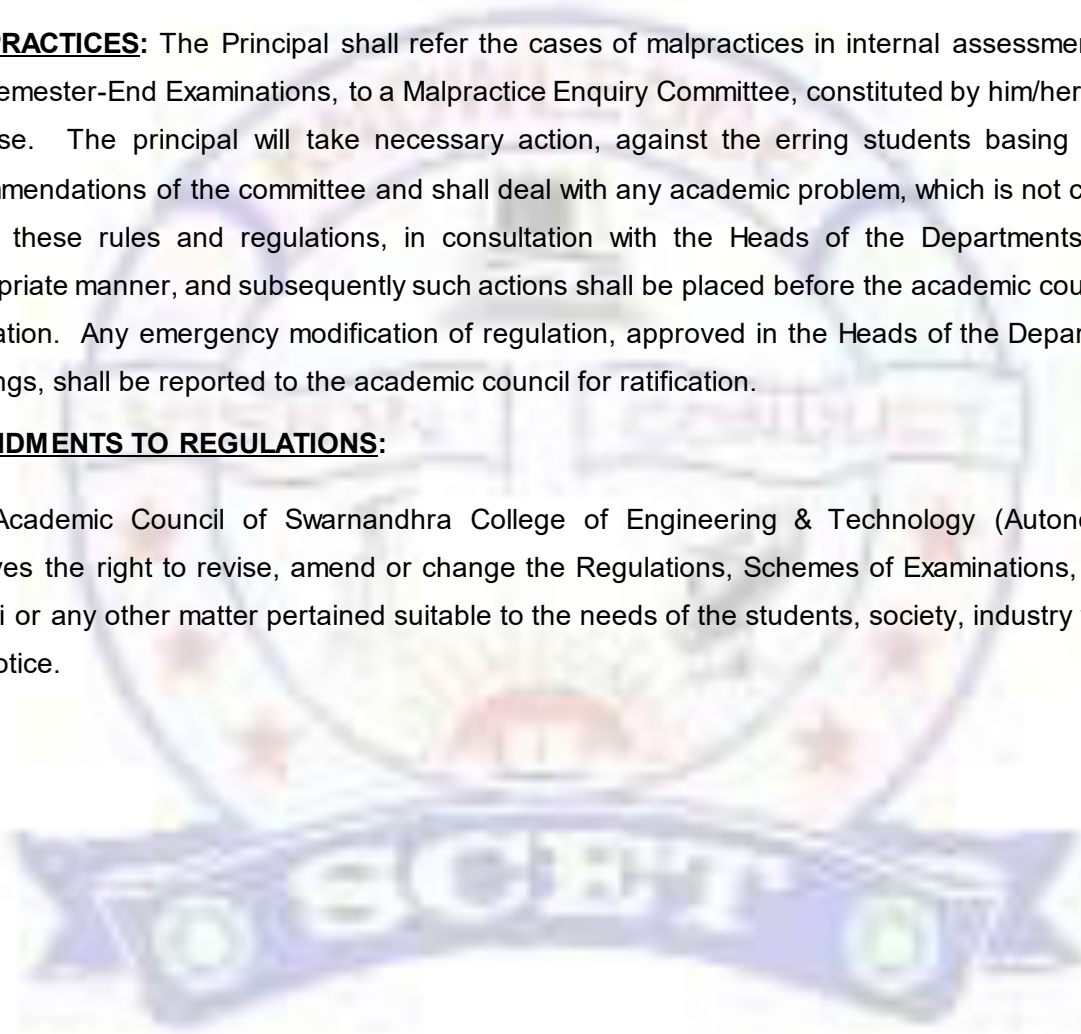 PRACTICES: The Principal shall refer the cases of malpractices in internal assessmen
emester-End Examinations, to a Malpractice Enquiry Committee, constituted by him/her
se. The principal will take necessary action, against the erring students basing
mendations of the committee and shall deal with any academic problem, which is not c
these rules and regulations, in consultation with the Heads of the Departments
priate manner, and subsequently such actions shall be placed before the academic cou
ation. Any emergency modification of regulation, approved in the Heads of the Depar
ngs, shall be reported to the academic council for ratification.
NDMENTS TO REGULATIONS:
Academic Council of Swarnandhra College of Engineering & Technology (Autono
ves the right to revise, amend or change the Regulations, Schemes of Examinations,
i or any other matter pertained suitable to the needs of the students, society, industry
otice.
SCET